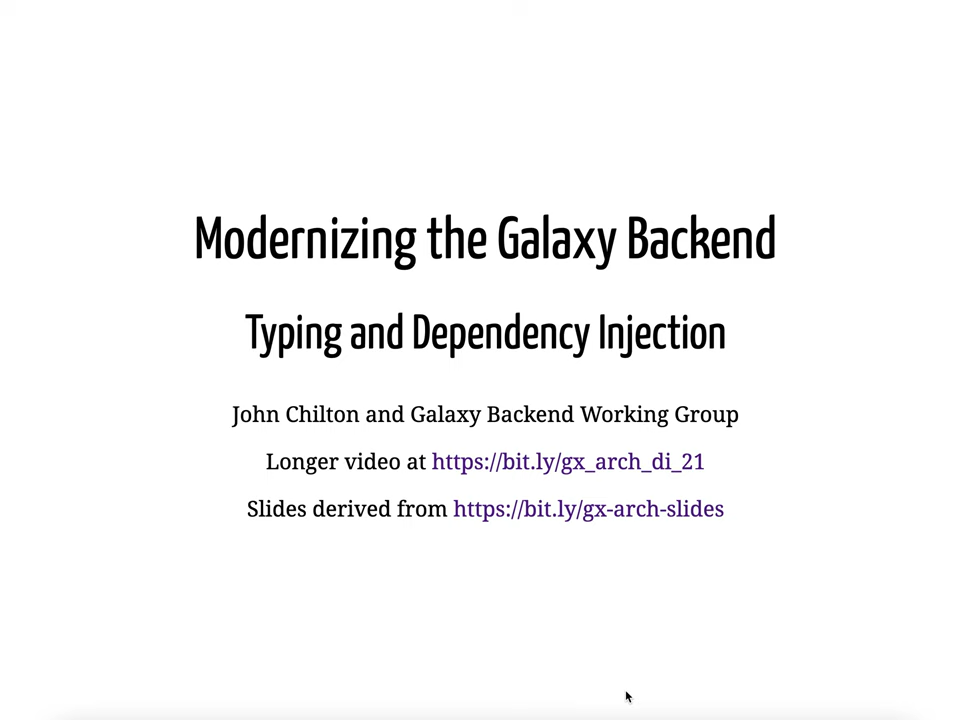 Modernizing the Galaxy Backend
Typing and Dependency Injection
John Chilton and Galaxy Backend Working Group
Longer video at https://bit.ly/gx_arch_di_21
Slides derived from https://bit.ly/gx-arch-slides